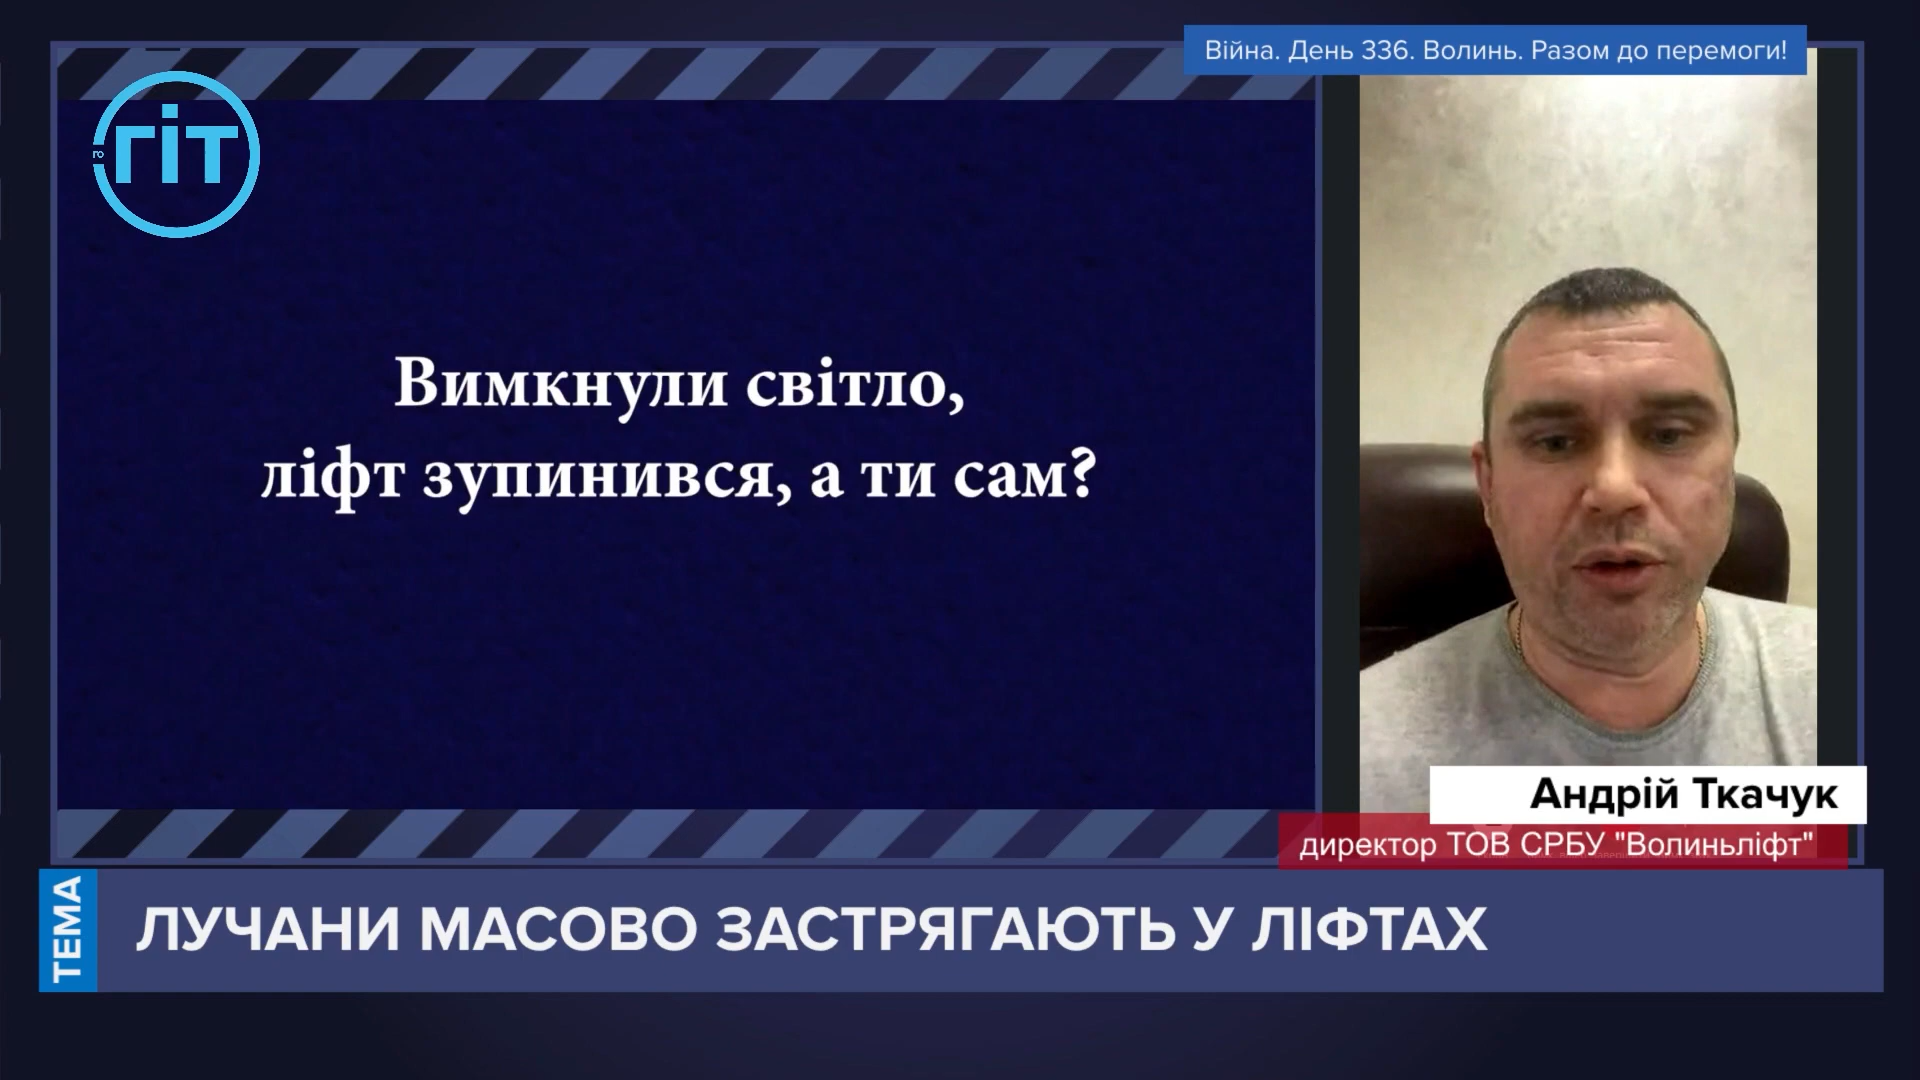 Війна. День 336. Волинь. Разом до перемоги!
ГО
ГІТ
Вимкнули світло,
ліфт зупинився, а ти сам?
Андрій Ткачук
директор ТОВ СРБУ "Волиньліфт"
ТЕМА
ЛУЧАНИ МАСОВО ЗАСТРЯГАЮТЬ У ЛІФТАХ